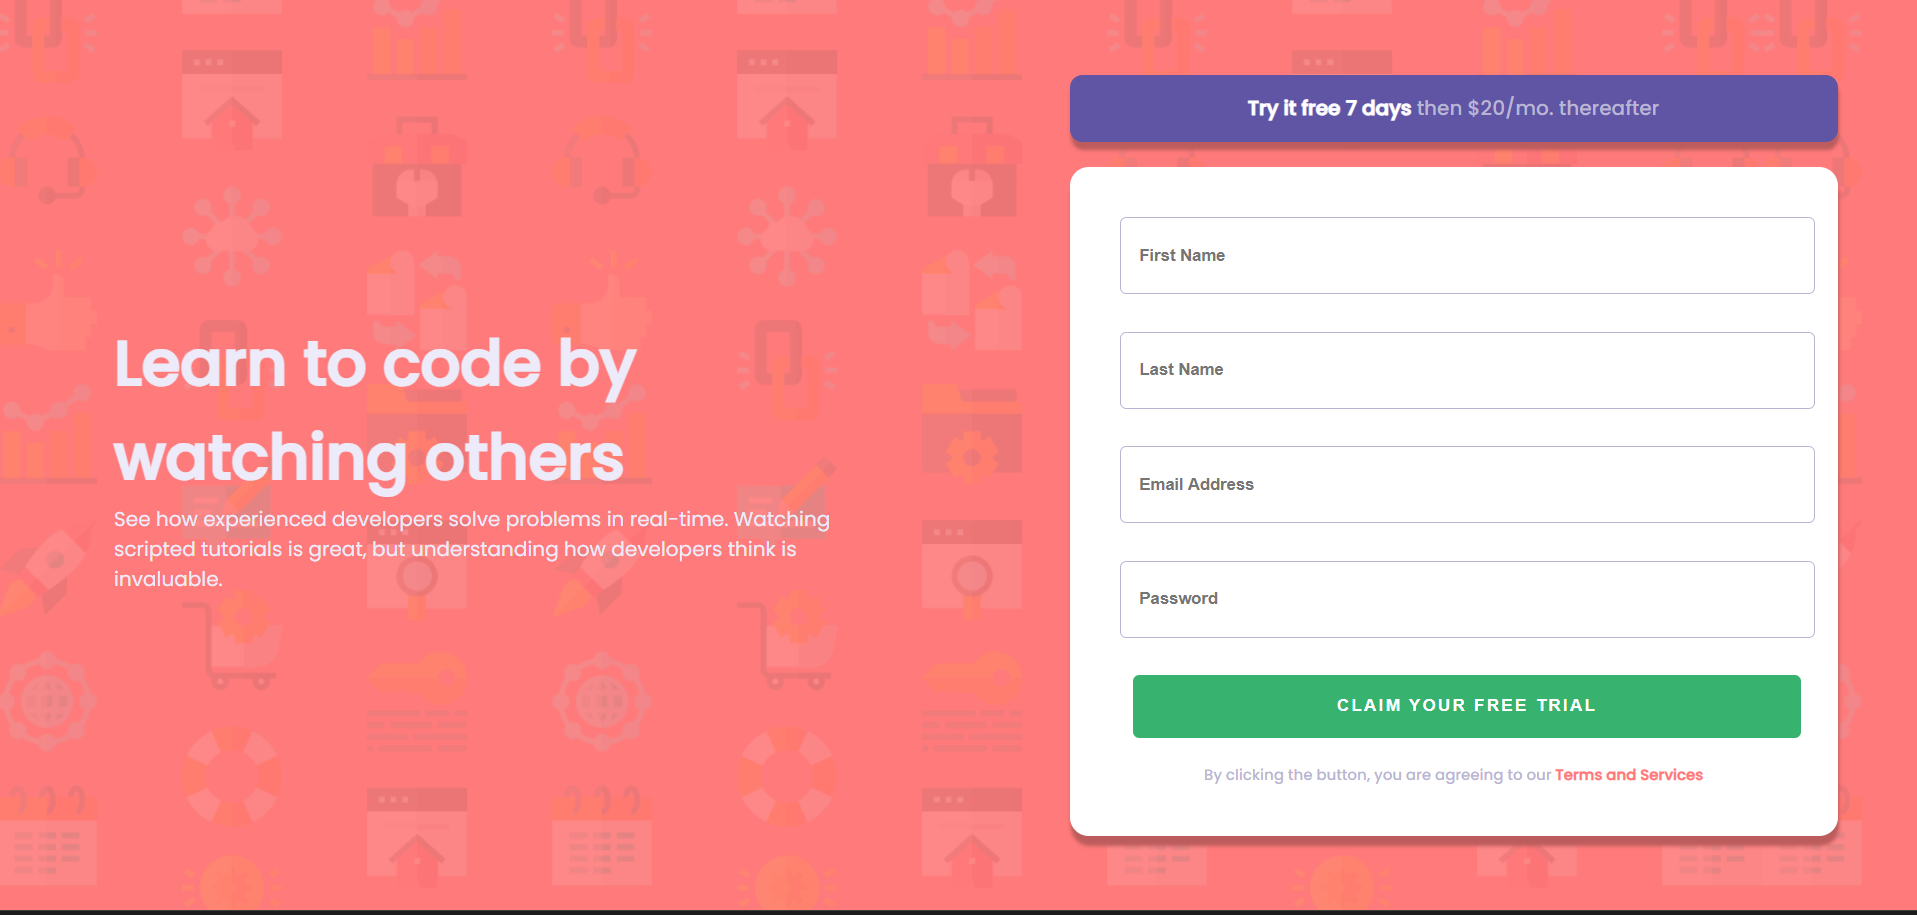 Learn to code by
watching others
See how experienced developers solve problems in real-time. Watching
scripted tutorials is great, but understanding how developers think is
invaluable.
Try it free 7 days then $20/mo. thereafter
First Name
Last Name
Email Address
Password
CLAIM YOUR FREE TRIAL
By clicking the button, you are agreeing to our Terms and Services